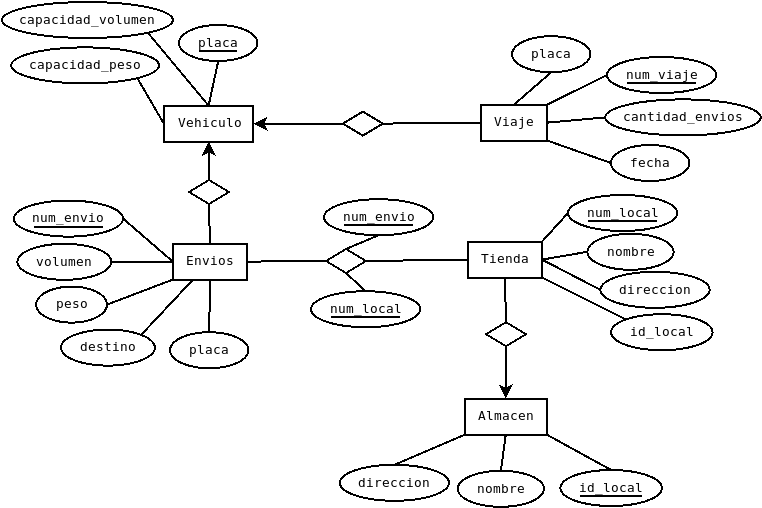 capacidad_volumen
placa
capacidad_peso
Vehiculo
placa
num_viaje
Viaje
cantidad_envios
fecha
num_envio
volumen
Envios
peso
destino
placa
num_envio
num_local
num_local
nombre
Tienda
direccion
id_local
Almacen
direccion
nombre
id_local